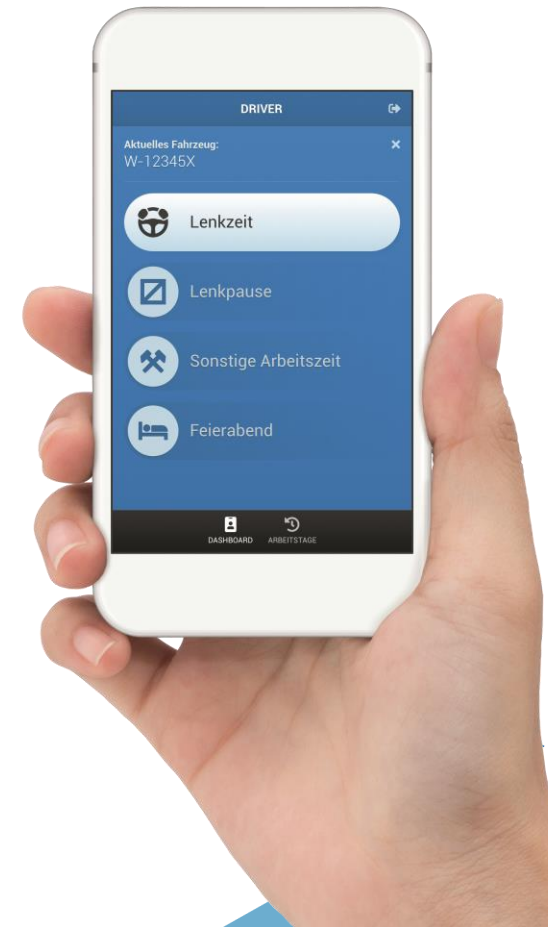 DRIVER
Aktuelles Fahrzeug:
W-12345X
Lenkzeit
Lenkpause
Sonstige Arbeitszeit
Feierabend
DASHBOARD ARBEITSTAGE